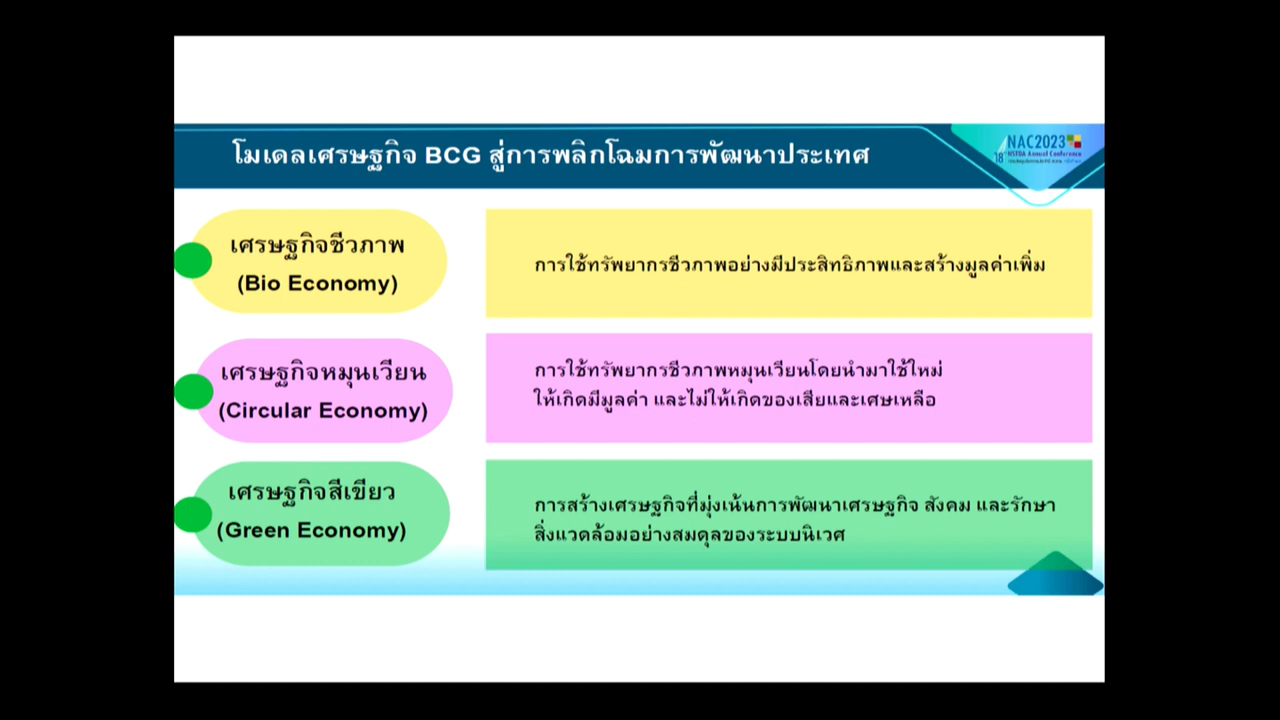 โมเดลเศรษฐกิจ BCG สู่การพลิกโฉมการพัฒนาประเทศ
NAC2023
18th NSTDA Annual Conference
เศรษฐกิจชีวภาพ
(Bio Economy)
การใช้ทรัพยากรชีวภาพอย่างมีประสิทธิภาพและสร้างมูลค่าเพิ่ม
เศรษฐกิจหมุนเวียน
(Circular Economy)
การใช้ทรัพยากรชีวภาพหมุนเวียนโดยนำมาใช้ใหม่
ให้เกิดมีมูลค่า และไม่ให้เกิดของเสียและเศษเหลือ
เศรษฐกิจสีเขียว
(Green Economy)
การสร้างเศรษฐกิจที่มุ่งเน้นการพัฒนาเศรษฐกิจ สังคม และรักษา
สิ่งแวดล้อมอย่างสมดุลของระบบนิเวศ